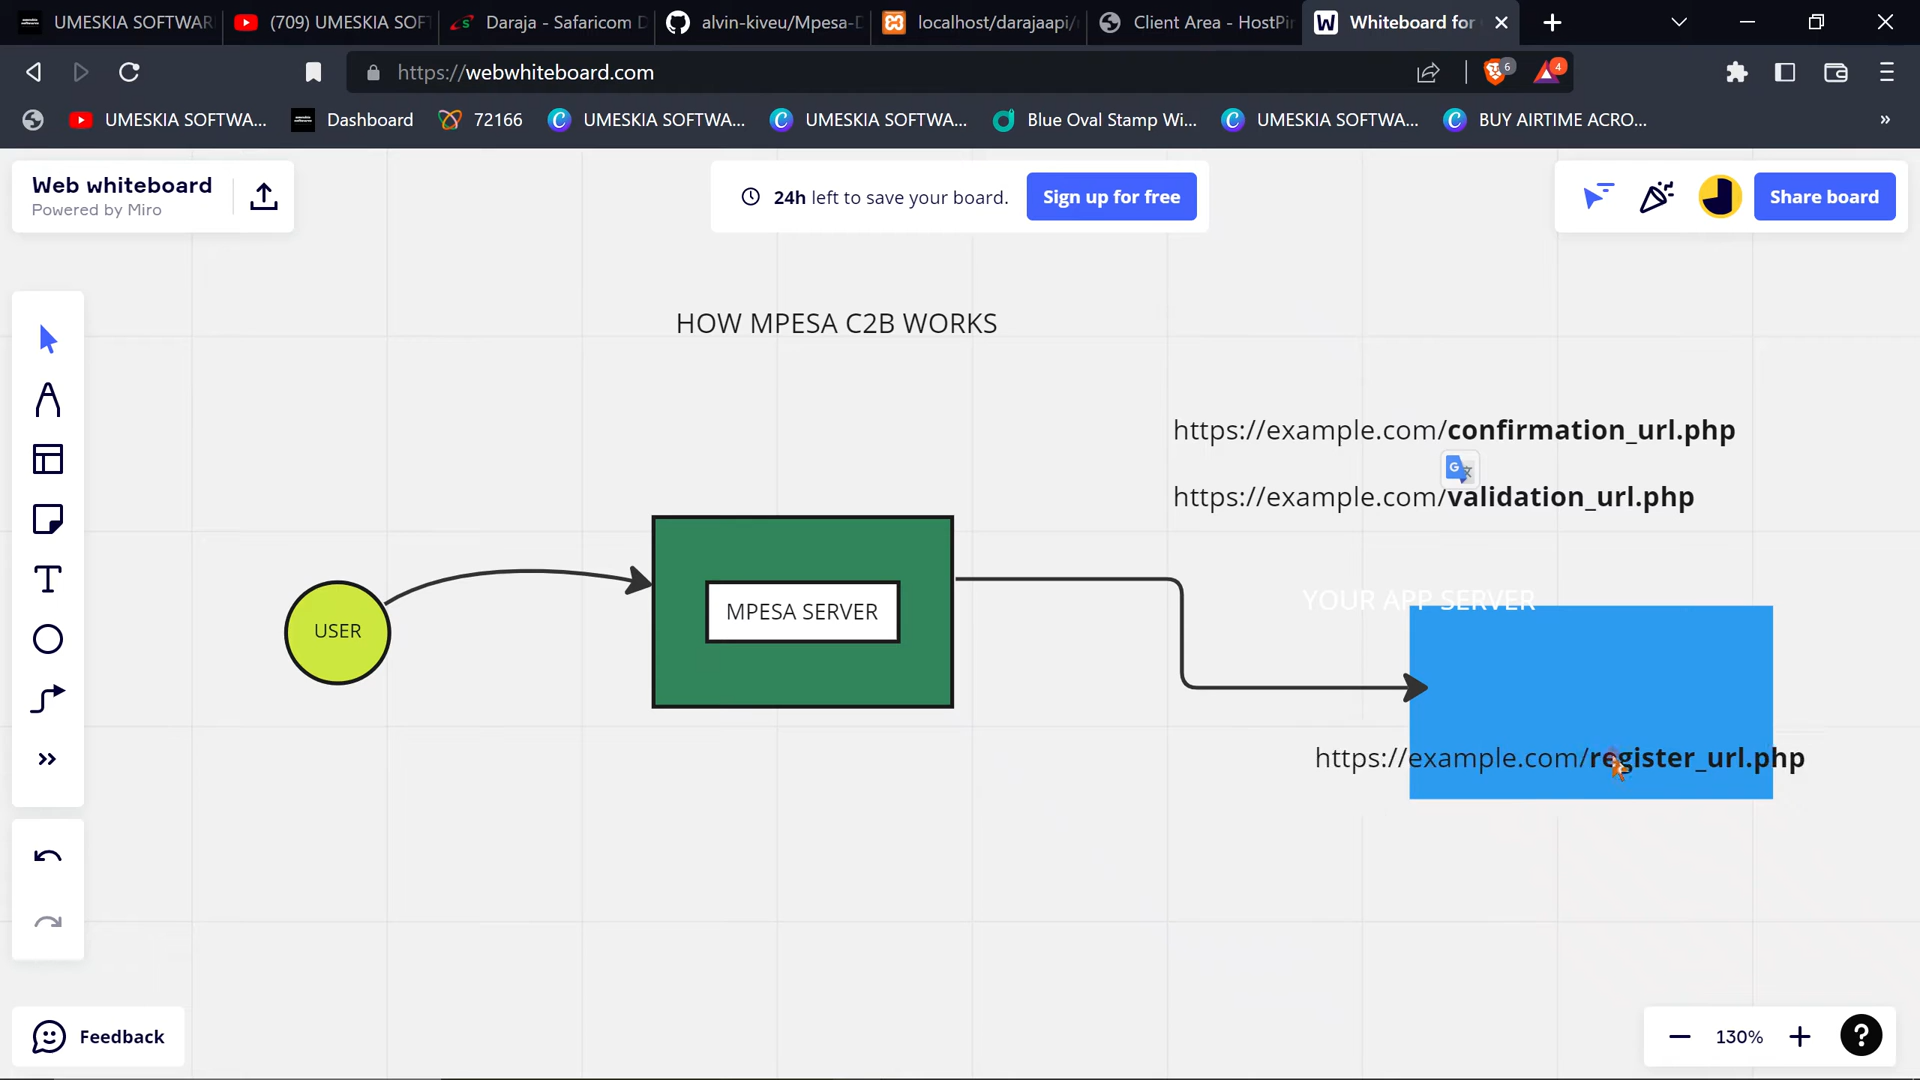 UMESKIA SOFTWAR
(709) UMESKIA SOF
Daraja - Safaricom D
alvin-kiveu/Mpesa-D
localhost/darajaapi/
Client Area - HostPin
Whiteboard for
https://webwhiteboard.com
6
4
UMESKIA SOFTWA...
Dashboard
72166
UMESKIA SOFTWA...
UMESKIA SOFTWA...
Blue Oval Stamp Wi...
UMESKIA SOFTWA...
BUY AIRTIME ACRO...
Web whiteboard
Powered by Miro
24h left to save your board.
Sign up for free
Share board
HOW MPESA C2B WORKS
https://example.com/confirmation_url.php
https://example.com/validation_url.php
YOUR APP SERVER
MPESA SERVER
USER
https://example.com/register_url.php
Feedback
130%